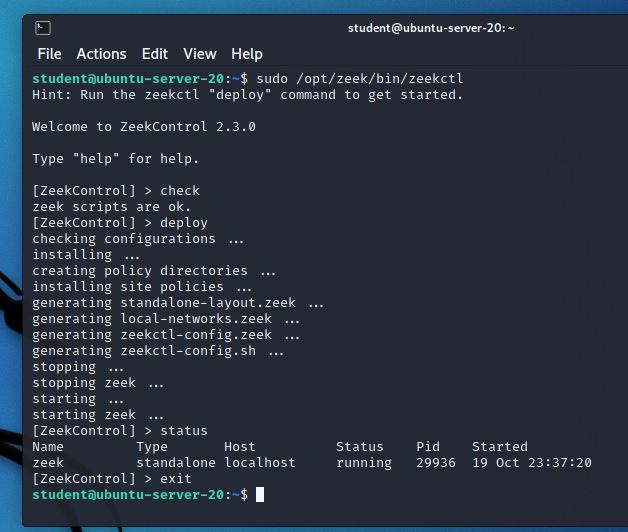 student@ubuntu-server-20: ~
File Actions Edit View Help
student@ubuntu-server-20:~$ sudo /opt/zeek/bin/zeekctl
Hint: Run the zeekctl "deploy" command to get started.
Welcome to ZeekControl 2.3.0
Type "help" for help.
[ZeekControl] > check
zeek scripts are ok.
[ZeekControl] > deploy
checking configurations ...
installing ...
creating policy directories ...
installing site policies ...
generating standalone-layout.zeek ...
generating local-networks.zeek ...
generating zeekctl-config.zeek ...
generating zeekctl-config.sh ...
stopping ...
stopping zeek ...
starting ...
starting zeek ...
[ZeekControl] > status
Name Type Host Status Pid Started
zeek standalone localhost running 29936 19 Oct 23:37:20
[ZeekControl] > exit
student@ubuntu-server-20:~$